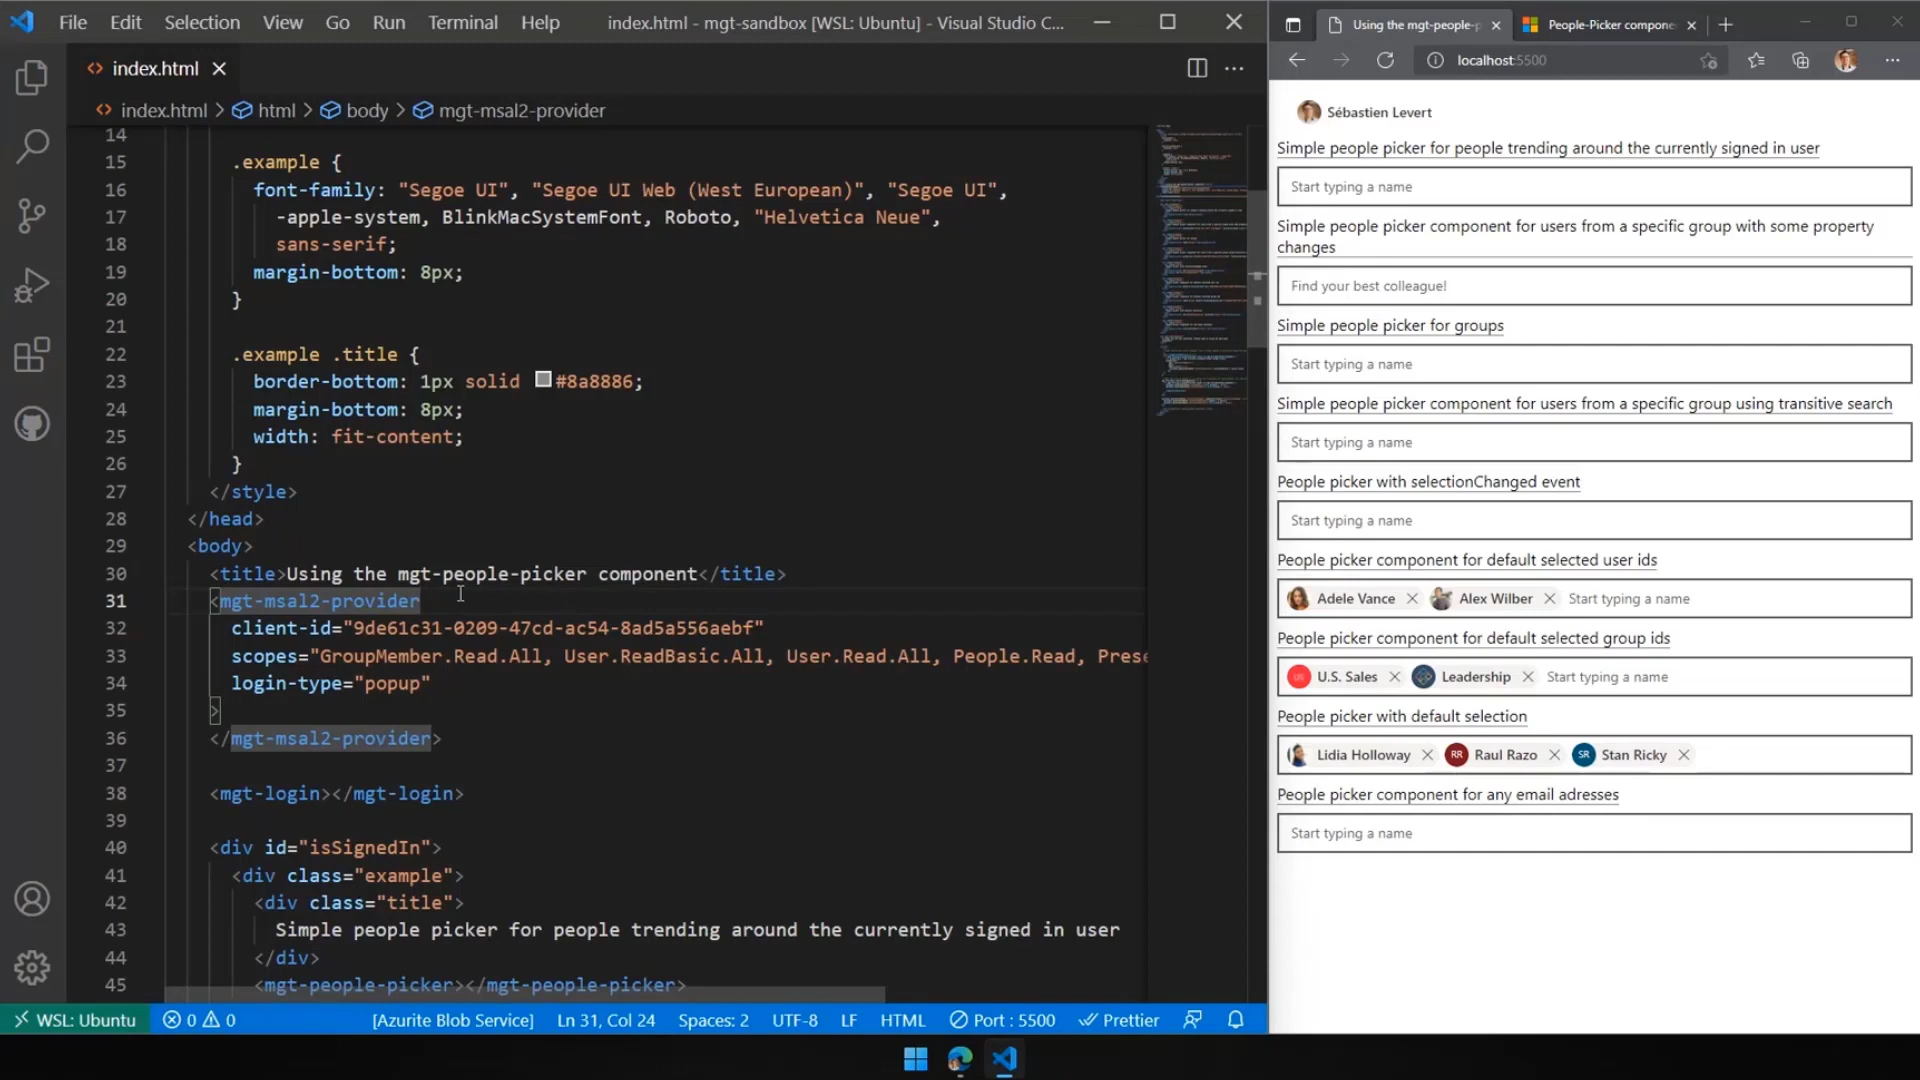 File Edit Selection View Go Run Terminal Help index.html - mgt-sandbox [WSL: Ubuntu] - Visual Studio C...
index.html
index.html > html > body > mgt-msal2-provider
14
15 .example {
16 font-family: "Segoe UI", "Segoe UI Web (West European)", "Segoe UI",
17 -apple-system, BlinkMacSystemFont, Roboto, "Helvetica Neue",
18 sans-serif;
19 margin-bottom: 8px;
20 }
21
22 .example .title {
23 border-bottom: 1px solid #8a8886;
24 margin-bottom: 8px;
25 width: fit-content;
26 }
27 </style>
28 </head>
29 <body>
30 <title>Using the mgt-people-picker component</title>
31 <mgt-msal2-provider
32 client-id="9de61c31-0209-47cd-ac54-8ad5a556aebf"
33 scopes="GroupMember.Read.All, User.ReadBasic.All, User.Read.All, People.Read, Prese
34 login-type="popup"
35 >
36 </mgt-msal2-provider>
37
38 <mgt-login></mgt-login>
39
40 <div id="isSignedIn">
41 <div class="example">
42 <div class="title">
43 Simple people picker for people trending around the currently signed in user
44 </div>
45 <mgt-people-picker></mgt-people-picker>
WSL: Ubuntu 0 0 [Azurite Blob Service] Ln 31, Col 24 Spaces: 2 UTF-8 LF HTML Port : 5500 Prettier
Using the mgt-people-p People-Picker compone
localhost:5500
Sébastien Levert
Simple people picker for people trending around the currently signed in user
Start typing a name
Simple people picker component for users from a specific group with some property
changes
Find your best colleague!
Simple people picker for groups
Start typing a name
Simple people picker component for users from a specific group using transitive search
Start typing a name
People picker with selectionChanged event
Start typing a name
People picker component for default selected user ids
Adele Vance Alex Wilber Start typing a name
People picker component for default selected group ids
US U.S. Sales Leadership Start typing a name
People picker with default selection
Lidia Holloway RR Raul Razo SR Stan Ricky
People picker component for any email adresses
Start typing a name